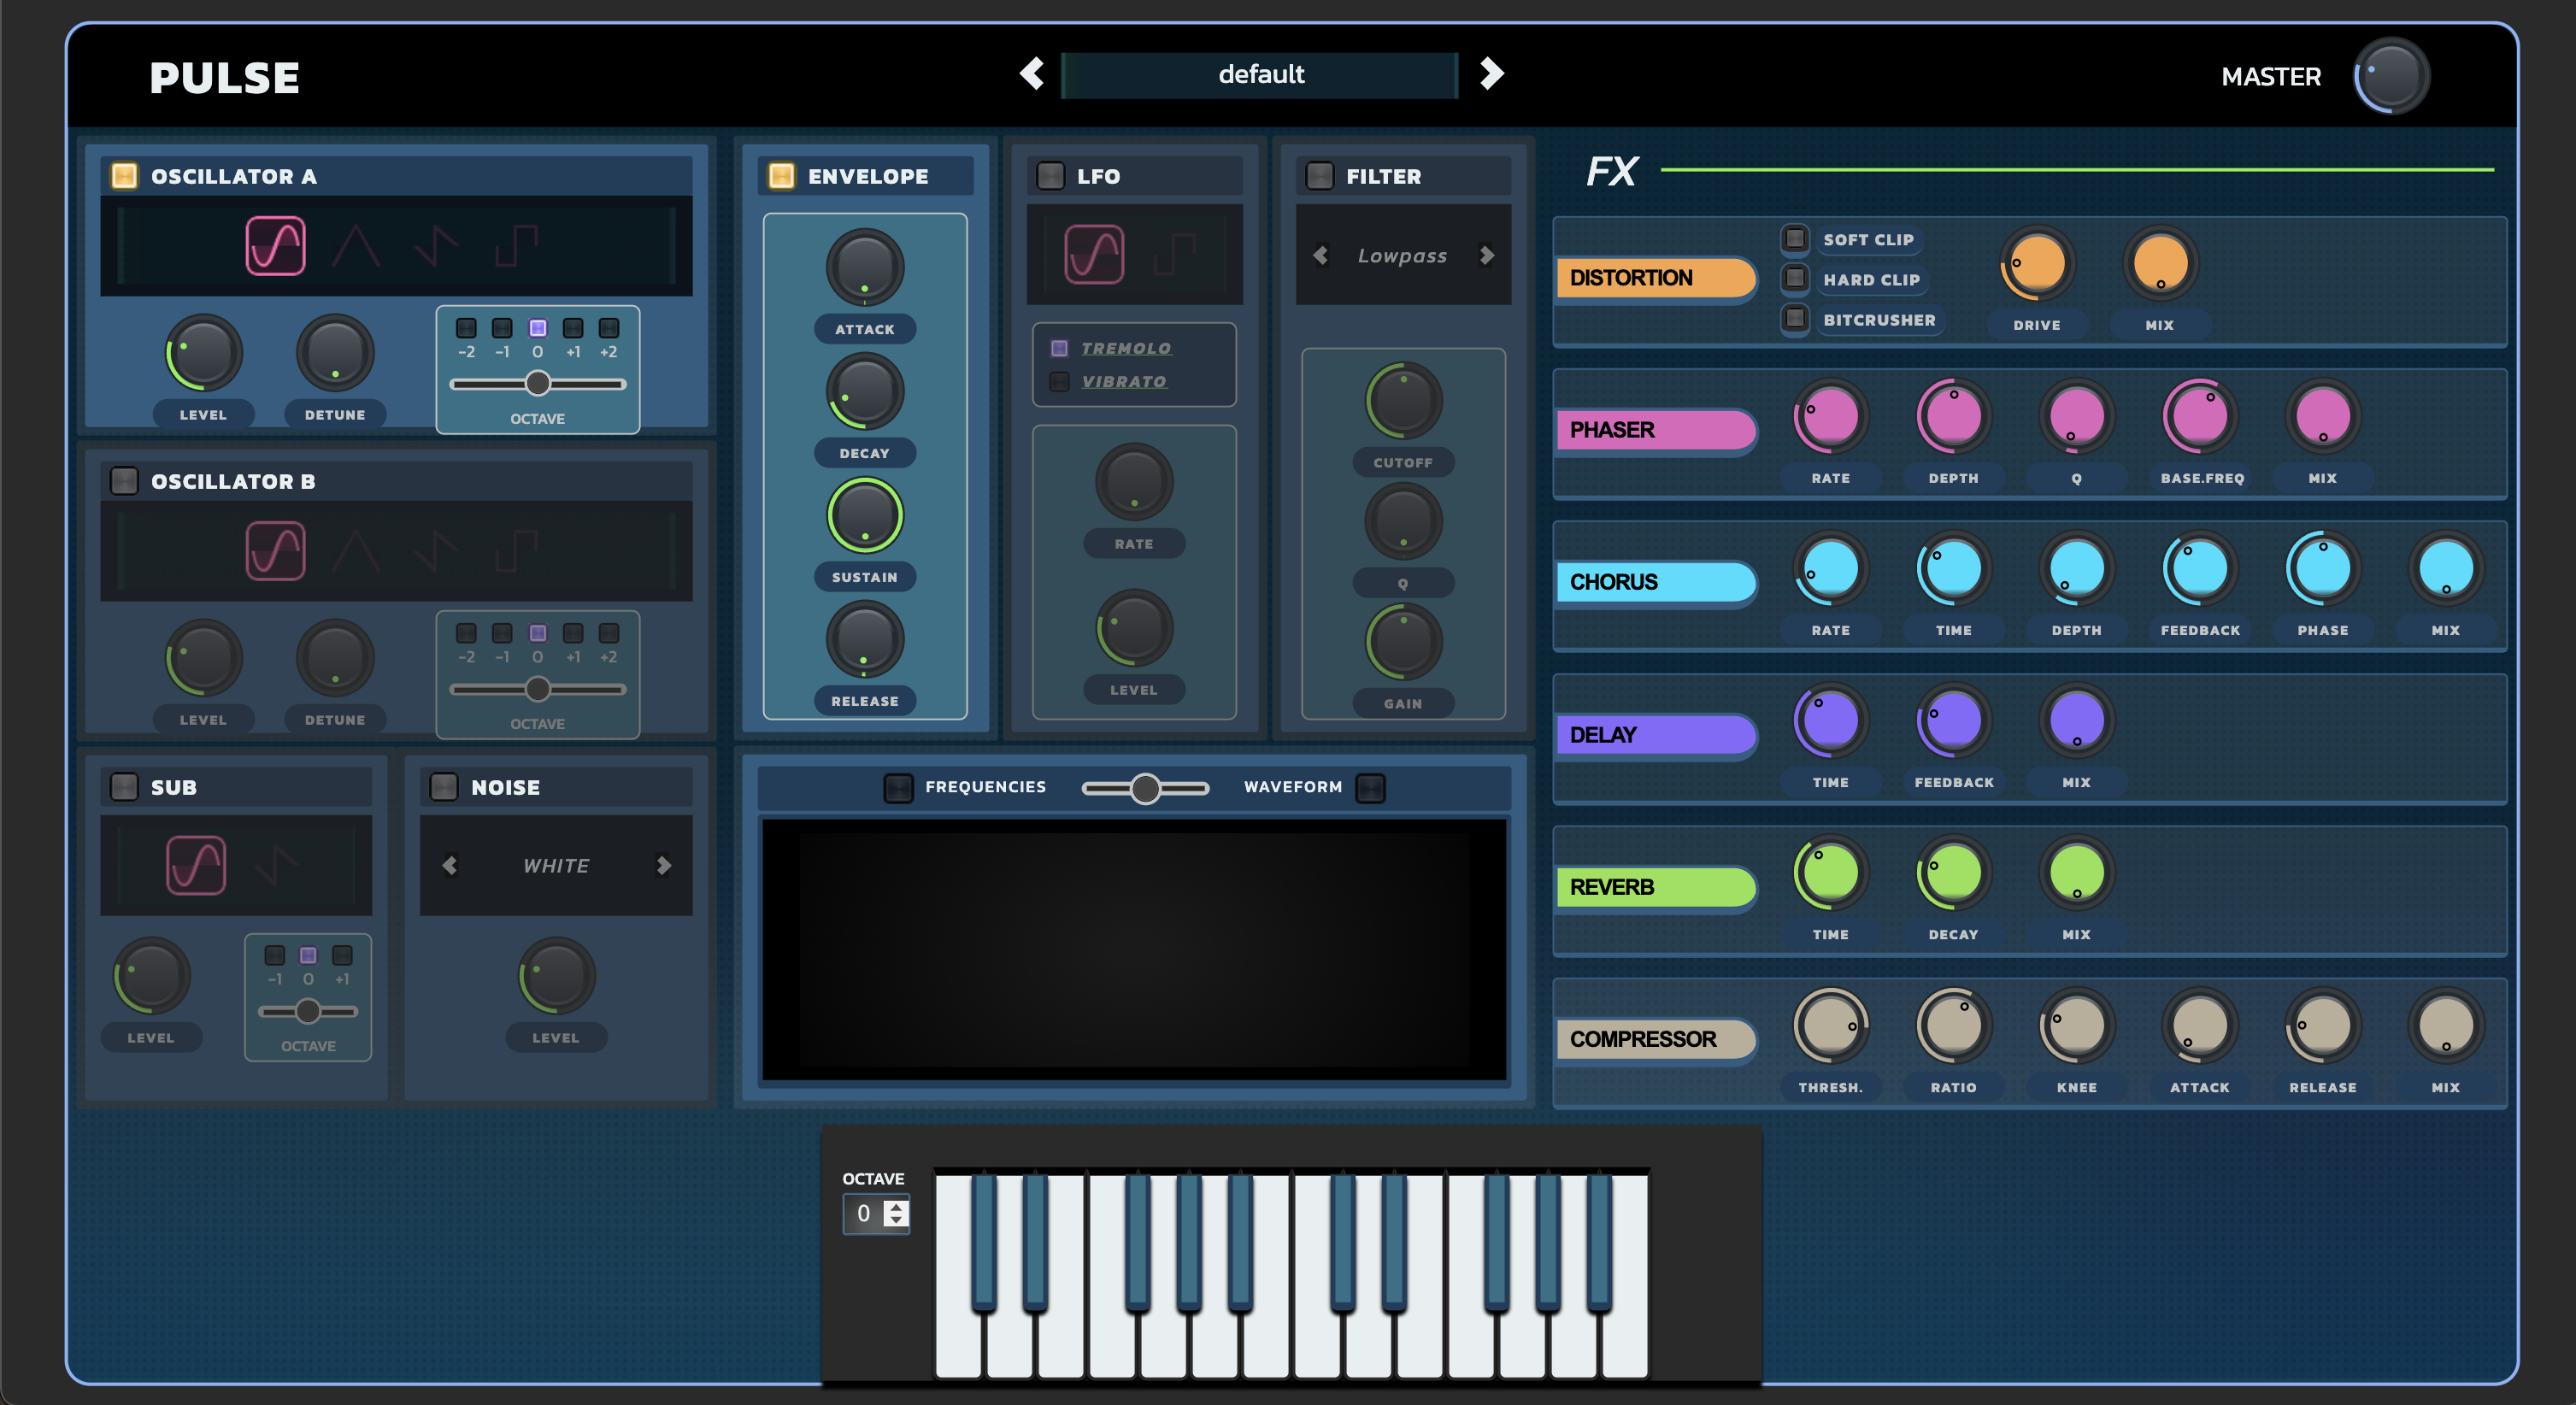 PULSE
default
MASTER
OSCILLATOR A
-2 -1 0 +1 +2
LEVEL
DETUNE
OCTAVE
OSCILLATOR B
-2 -1 0 +1 +2
LEVEL
DETUNE
OCTAVE
SUB
-1 0 +1
LEVEL
OCTAVE
NOISE
WHITE
LEVEL
ENVELOPE
ATTACK
DECAY
SUSTAIN
RELEASE
LFO
TREMOLO
VIBRATO
RATE
LEVEL
FILTER
Lowpass
CUTOFF
Q
GAIN
FREQUENCIES
WAVEFORM
FX
DISTORTION
SOFT CLIP
HARD CLIP
BITCRUSHER
DRIVE
MIX
PHASER
RATE
DEPTH
Q
BASE.FREQ
MIX
CHORUS
RATE
TIME
DEPTH
FEEDBACK
PHASE
MIX
DELAY
TIME
FEEDBACK
MIX
REVERB
TIME
DECAY
MIX
COMPRESSOR
THRESH.
RATIO
KNEE
ATTACK
RELEASE
MIX
OCTAVE
0